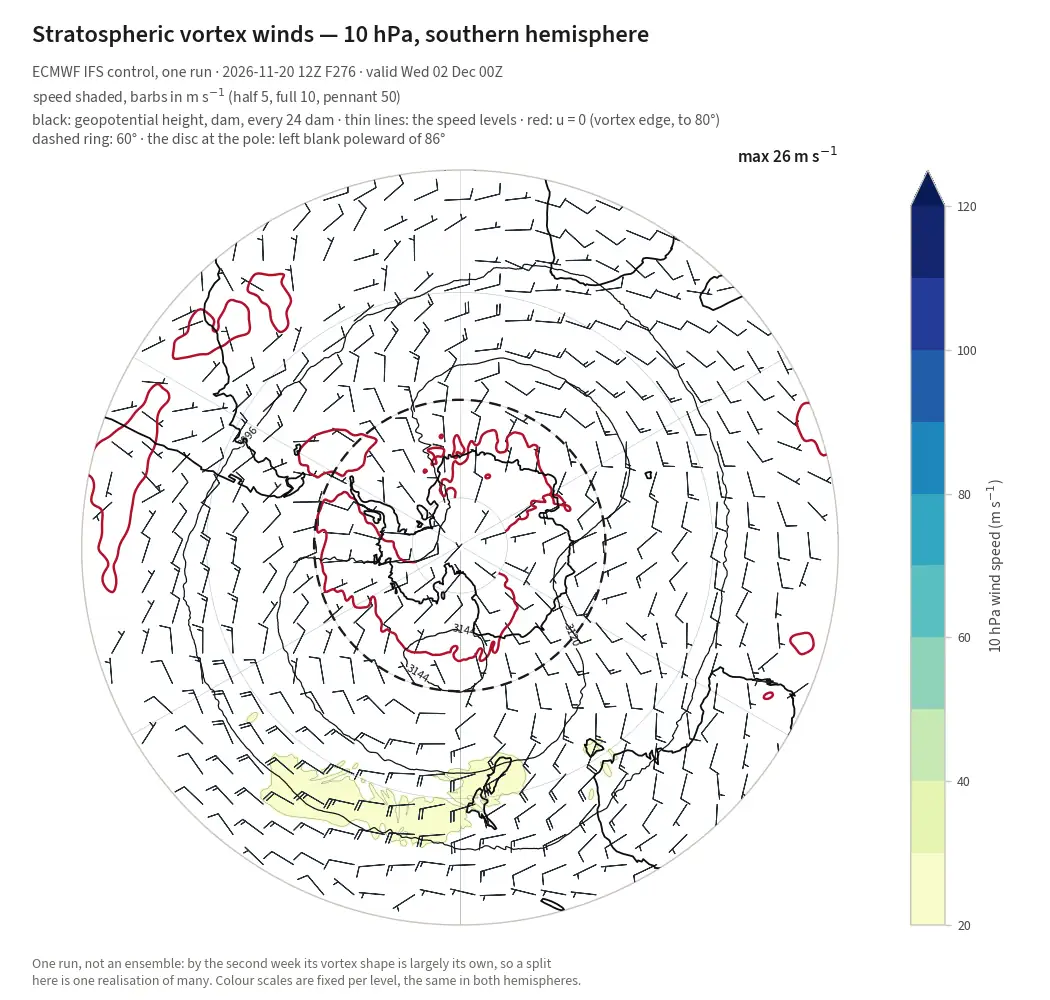 Stratospheric vortex winds — 10 hPa, southern hemisphere
ECMWF IFS control, one run · 2026-11-20 12Z F276 · valid Wed 02 Dec 00Z
speed shaded, barbs in m s⁻¹ (half 5, full 10, pennant 50)
black: geopotential height, dam, every 24 dam · thin lines: the speed levels · red: u = 0 (vortex edge, to 80°)
dashed ring: 60° · the disc at the pole: left blank poleward of 86°
max 26 m s⁻¹
120
100
80
60
40
20
10 hPa wind speed (m s⁻¹)
3144
3144
One run, not an ensemble: by the second week its vortex shape is largely its own, so a split
here is one realisation of many. Colour scales are fixed per level, the same in both hemispheres.